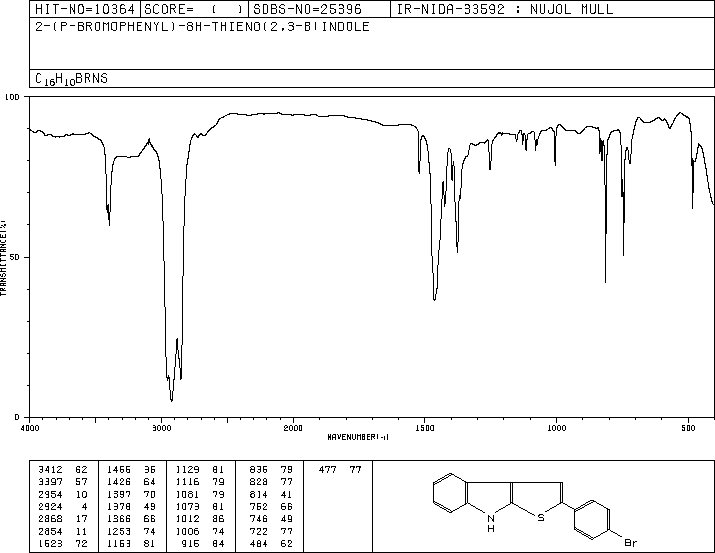 HIT-NO=10364 SCORE= ( ) SDBS-NO=25396 IR-NIDA-33592 : NUJOL MULL
2-(P-BROMOPHENYL)-8H-THIENO(2,3-B)INDOLE
C16H10BRNS
100
50
0
TRANSMITTANCE(%)
4000 3000 2000 1500 1000 500
WAVENUMBER(-1)
3412 62 1466 36 1129 81 836 79 477 77
3397 57 1426 64 1116 79 828 77
2954 10 1397 70 1081 79 814 41
2924 4 1378 49 1073 81 752 66
2868 17 1366 66 1012 86 746 49
2854 11 1253 74 1006 74 722 77
1523 72 1153 81 916 84 484 62
N
H
S
Br